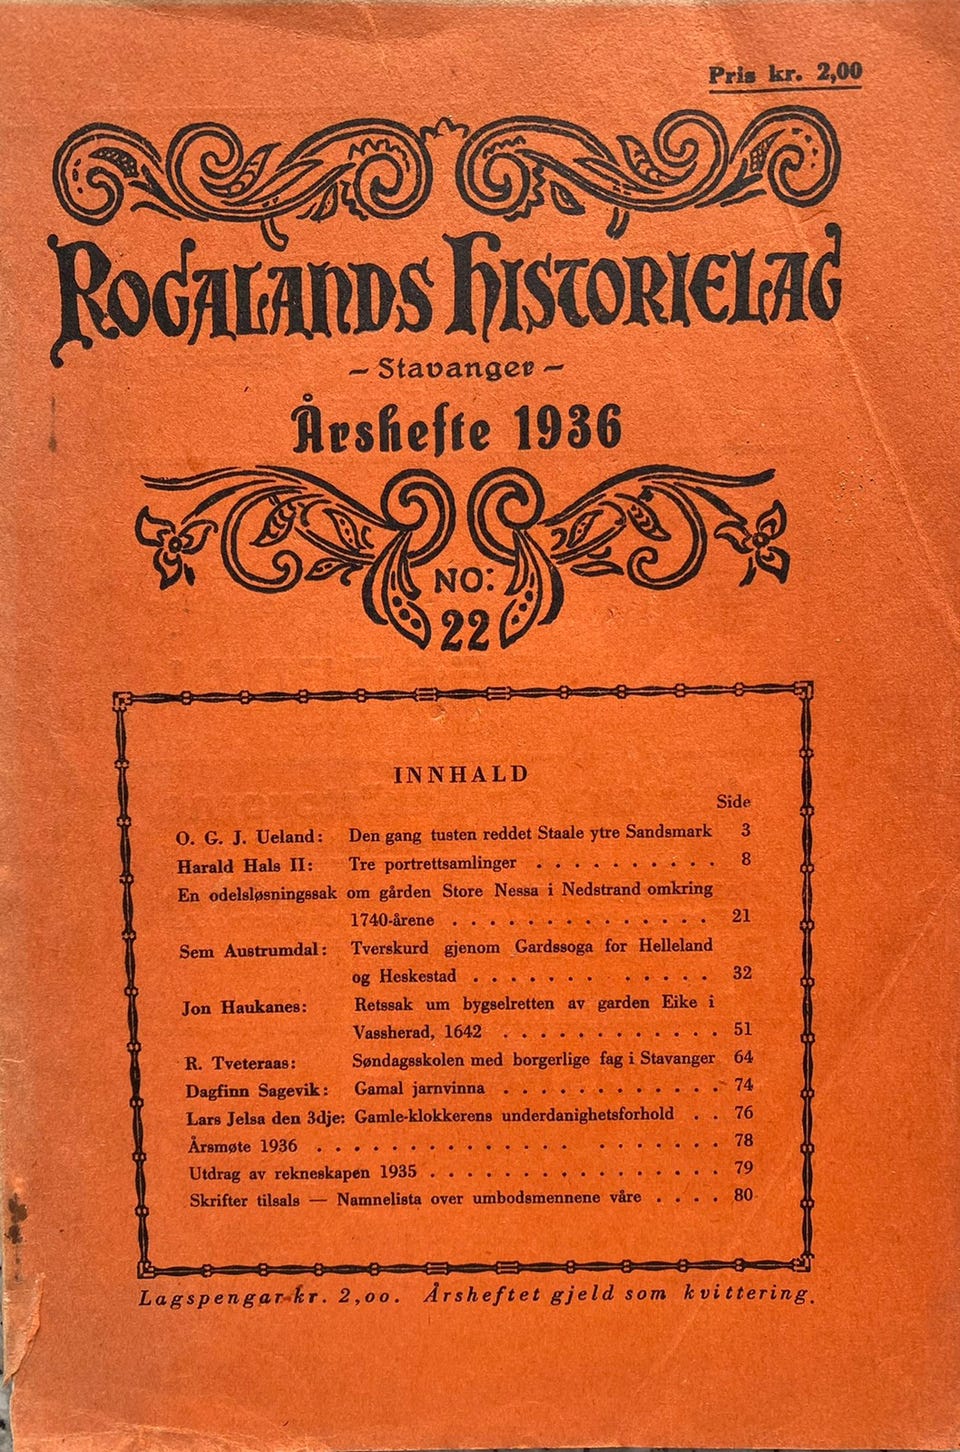 Pris kr. 2,00
ROGALANDS HISTORIELAG
– Stavanger –
Årshefte 1936
NO:
22
INNHALD
Side
O. G. J. Ueland: Den gang tusten reddet Staale ytre Sandsmark 3
Harald Hals II: Tre portrettsamlinger . . . . . . . . . . 8
En odelsløsningssak om gården Store Nessa i Nedstrand omkring
1740-årene . . . . . . . . . . . . . . 21
Sem Austrumdal: Tverskurd gjenom Gardssoga for Helleland
og Heskestad . . . . . . . . . . . . 32
Jon Haukanes: Retssak um bygselretten av garden Eike i
Vassherad, 1642 . . . . . . . . . . . . 51
R. Tveteraas: Søndagsskolen med borgerlige fag i Stavanger 64
Dagfinn Sagevik: Gamal jarnvinna . . . . . . . . . . . . 74
Lars Jelsa den 3dje: Gamle-klokkerens underdanighetsforhold . . 76
Årsmøte 1936 . . . . . . . . . . . . . . . . . . . 78
Utdrag av rekneskapen 1935 . . . . . . . . . . . . . . . . 79
Skrifter tilsals — Namnelista over umbodsmennene våre . . . . 80
Lagspengar kr. 2,00. Årsheftet gjeld som kvittering.